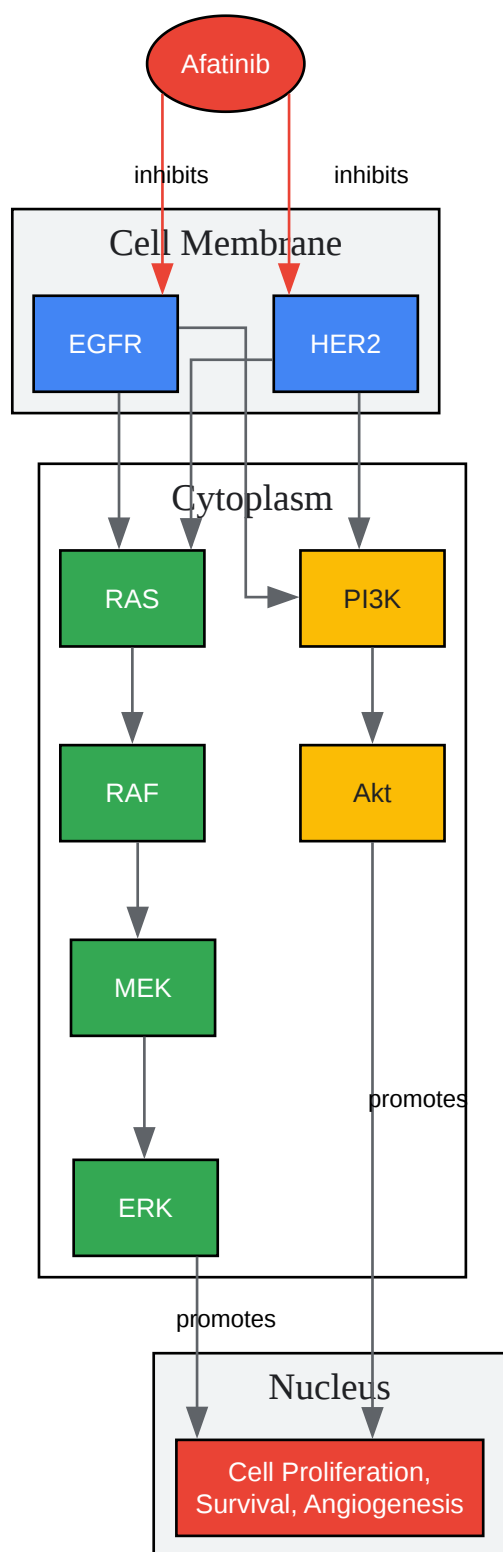 Afatinib
inhibits
inhibits
Cell Membrane
EGFR
HER2
Cytoplasm
RAS
PI3K
RAF
Akt
MEK
promotes
ERK
promotes
Nucleus
Cell Proliferation,
Survival, Angiogenesis